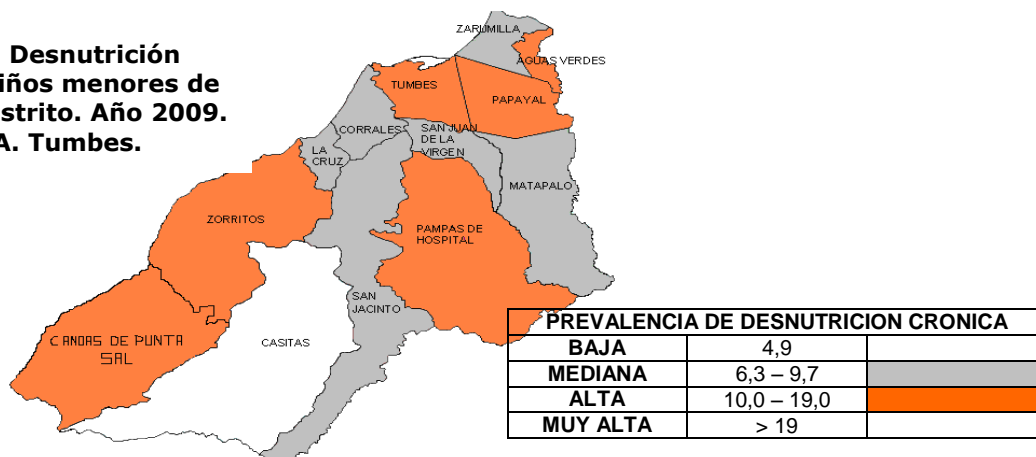 Desnutrición
iños menores de
strito. Año 2009.
A. Tumbes.
ZARUMILLA
AGUAS VERDES
TUMBES
PAPAYAL
CORRALES
SAN JUAN
DE LA
VIRGEN
LA
CRUZ
MATAPALO
ZORRITOS
PAMPAS DE
HOSPITAL
SAN
JACINTO
CANOAS DE PUNTA
SAL
CASITAS
PREVALENCIA DE DESNUTRICION CRONICA
BAJA 4,9
MEDIANA 6,3 – 9,7
ALTA 10,0 – 19,0
MUY ALTA > 19